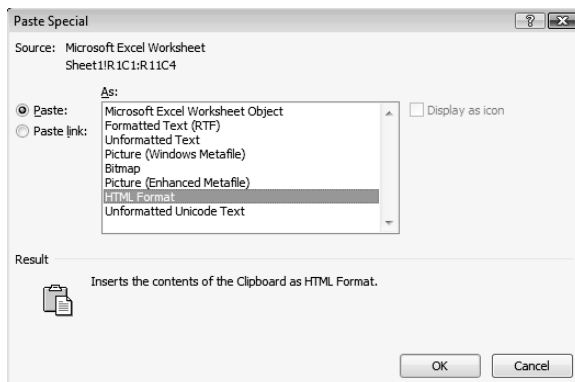 Paste Special
Source: Microsoft Excel Worksheet
Sheet1!R1C1:R11C4
As:
Paste:
Paste link:
Microsoft Excel Worksheet Object
Formatted Text (RTF)
Unformatted Text
Picture (Windows Metafile)
Bitmap
Picture (Enhanced Metafile)
HTML Format
Unformatted Unicode Text
Display as icon
Result
Inserts the contents of the Clipboard as HTML Format.
OK Cancel